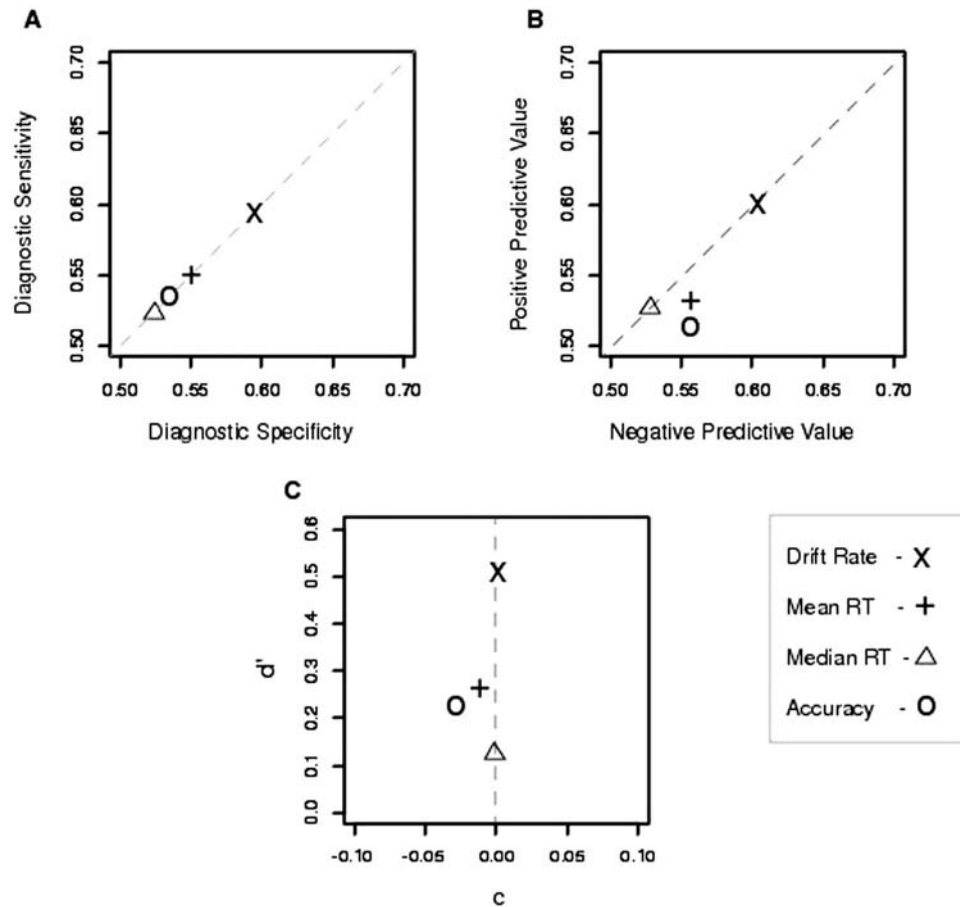 A
Diagnostic Sensitivity
0.70
0.65
0.60
0.55
0.50
X
+
O
△
0.50 0.55 0.60 0.65 0.70
Diagnostic Specificity
B
Positive Predictive Value
0.70
0.65
0.60
0.55
0.50
X
+
O
△
0.50 0.55 0.60 0.65 0.70
Negative Predictive Value
C
d'
0.6
0.5
0.4
0.3
0.2
0.1
0.0
X
+
O
△
-0.10 -0.05 0.00 0.05 0.10
c
Drift Rate - X
Mean RT - +
Median RT - △
Accuracy - O